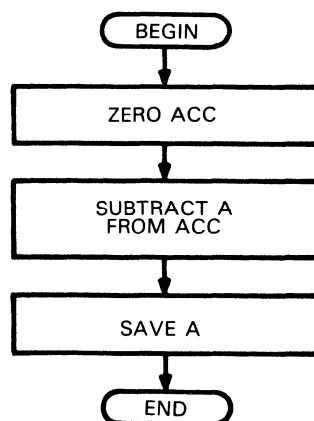 BEGIN
ZERO ACC
SUBTRACT A
FROM ACC
SAVE A
END